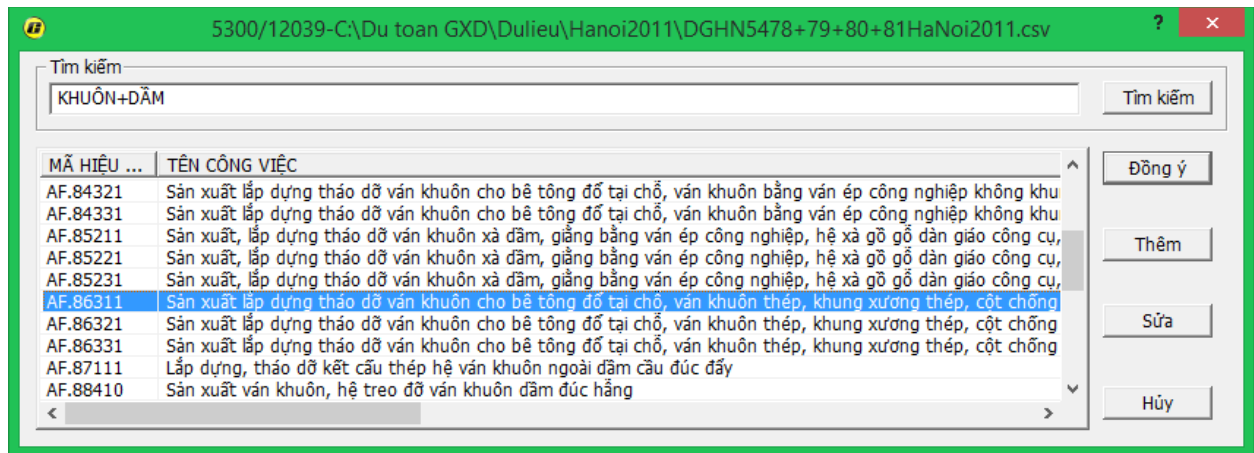 5300/12039-C:\Du toan GXD\Dulieu\Hanoi2011\DGHN5478+79+80+81HaNoi2011.csv ? ×
Tìm kiếm
KHUÔN+DẦM Tìm kiếm
MÃ HIỆU ... TÊN CÔNG VIỆC
Đồng ý
AF.84321 Sản xuất lắp dựng tháo dỡ ván khuôn cho bê tông đổ tại chỗ, ván khuôn bằng ván ép công nghiệp không khu
AF.84331 Sản xuất lắp dựng tháo dỡ ván khuôn cho bê tông đổ tại chỗ, ván khuôn bằng ván ép công nghiệp không khu
AF.85211 Sản xuất, lắp dựng tháo dỡ ván khuôn xà dầm, giằng bằng ván ép công nghiệp, hệ xà gồ gỗ dàn giáo công cụ,
Thêm
AF.85221 Sản xuất, lắp dựng tháo dỡ ván khuôn xà dầm, giằng bằng ván ép công nghiệp, hệ xà gồ gỗ dàn giáo công cụ,
AF.85231 Sản xuất, lắp dựng tháo dỡ ván khuôn xà dầm, giằng bằng ván ép công nghiệp, hệ xà gồ gỗ dàn giáo công cụ,
AF.86311 Sản xuất lắp dựng tháo dỡ ván khuôn cho bê tông đổ tại chỗ, ván khuôn thép, khung xương thép, cột chống
AF.86321 Sản xuất lắp dựng tháo dỡ ván khuôn cho bê tông đổ tại chỗ, ván khuôn thép, khung xương thép, cột chống
Sửa
AF.86331 Sản xuất lắp dựng tháo dỡ ván khuôn cho bê tông đổ tại chỗ, ván khuôn thép, khung xương thép, cột chống
AF.87111 Lắp dựng, tháo dỡ kết cấu thép hệ ván khuôn ngoài dầm cầu đúc đẩy
AF.88410 Sản xuất ván khuôn, hệ treo đỡ ván khuôn dầm đúc hẫng
Hủy